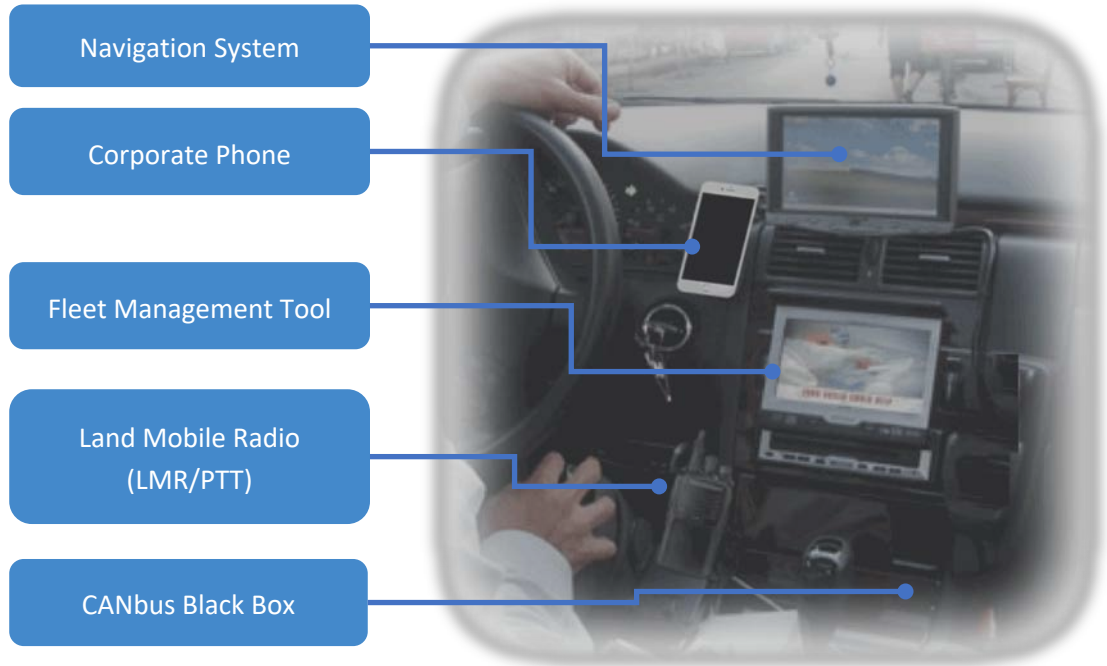 Navigation System
Corporate Phone
Fleet Management Tool
Land Mobile Radio
(LMR/PTT)
CANbus Black Box